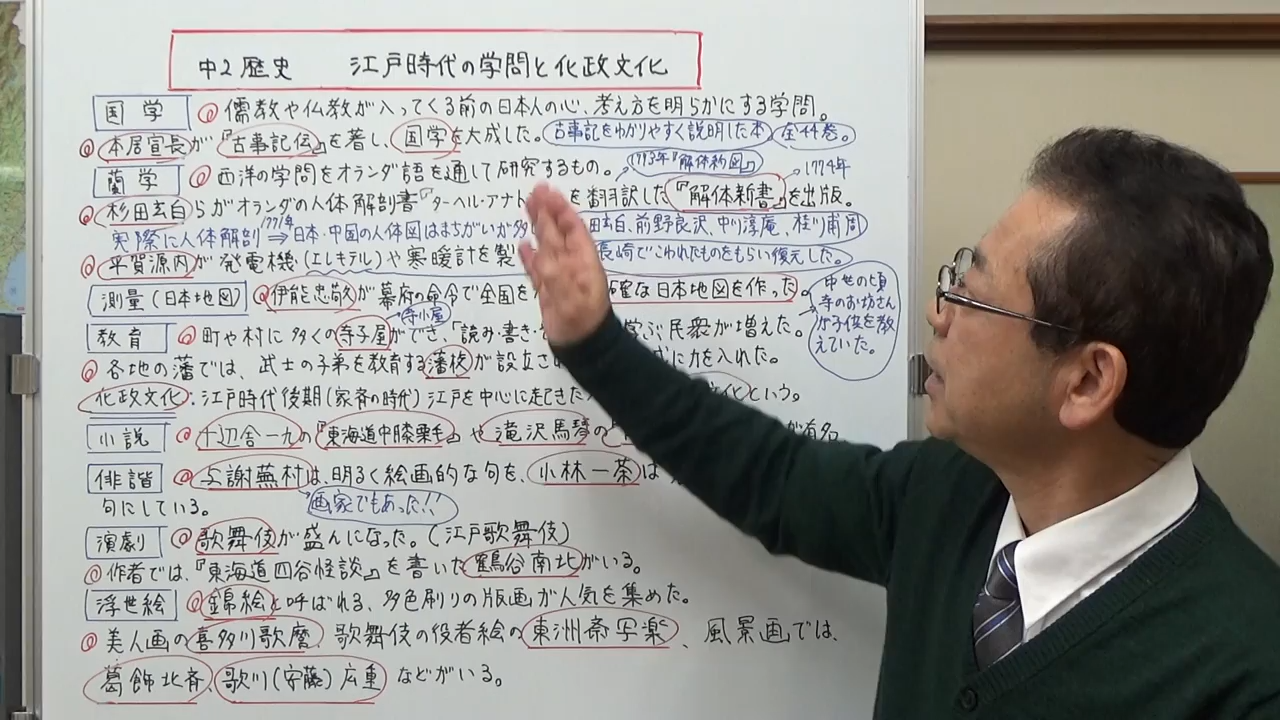 中2歴史　江戸時代の学問と化政文化
国学　◎儒教や仏教が入ってくる前の日本人の心、考え方を明らかにする学問。
◎本居宣長が『古事記伝』を著し、国学を大成した。古事記をわかりやすく説明した本 全44巻。
蘭学　◎西洋の学問をオランダ語を通して研究するもの。
1774年
◎杉田玄白らがオランダの人体解剖書『ターヘル・アナト を翻訳した『解体新書』を出版。
実際に人体解剖 1771年 ⇒日本・中国の人体図はまちがいが多 田玄白、前野良沢、中川淳庵、桂川甫周
◎平賀源内が発電機(エレキテル)や寒暖計を製 長崎でこわれたものをもらい復元した。
測量(日本地図)　◎伊能忠敬が幕府の命令で全国を 確な日本地図を作った。
寺小屋
中世の頃
寺のお坊さん
が子供を教
えていた。
教育　◎町や村に多くの寺子屋ができ、「読み・書き・ 学ぶ民衆が増えた。
◎各地の藩では、武士の子弟を教育する藩校が設立さ 成に力を入れた。
化政文化：江戸時代後期(家斉の時代)江戸を中心に起きた 化という。
小説　◎十辺舎一九の『東海道中膝栗毛』や滝沢馬琴の が有名
俳諧　◎与謝蕪村は、明るく絵画的な句を、小林一茶は
句にしている。
画家でもあった!!
演劇　◎歌舞伎が盛んになった。(江戸歌舞伎)
◎作者では、『東海道四谷怪談』を書いた鶴谷南北がいる。
浮世絵　◎錦絵と呼ばれる、多色刷りの版画が人気を集めた。
◎美人画の喜多川歌麿、歌舞伎の役者絵の東洲斎写楽、風景画では、
葛飾北斉、歌川(安藤)広重 などがいる。